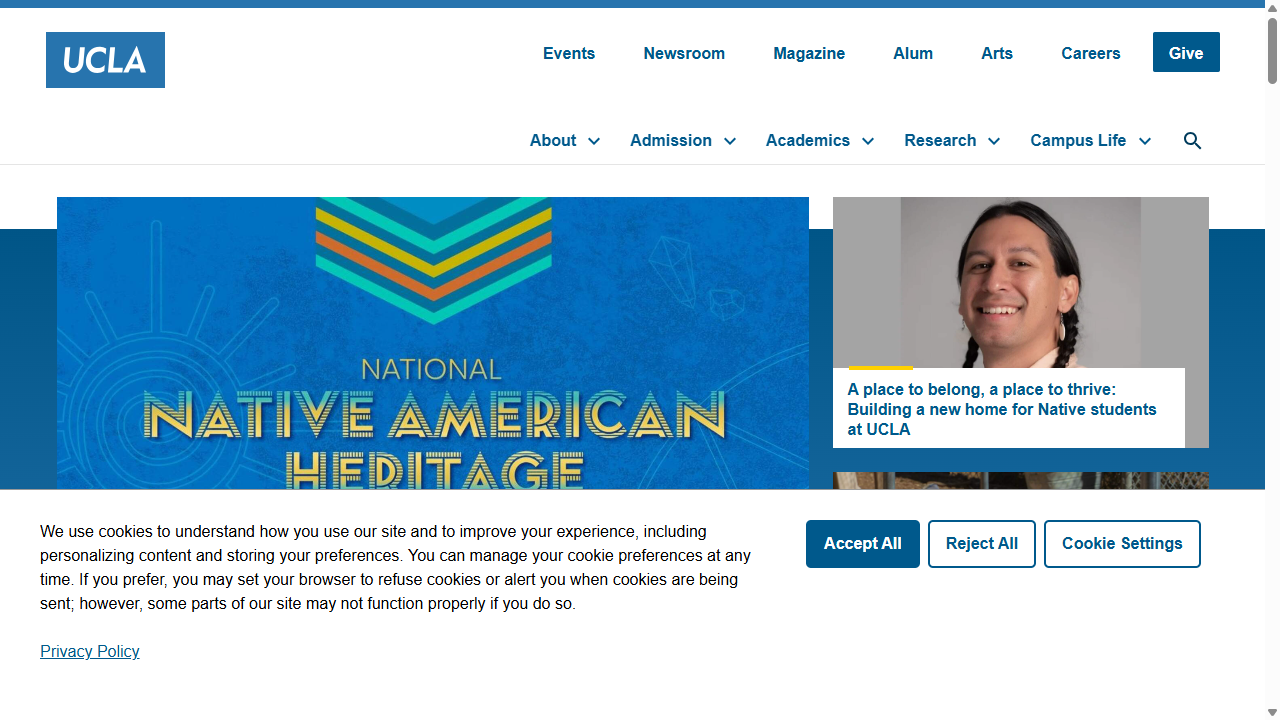 UCLA
Events
Newsroom
Magazine
Alum
Arts
Careers
Give
About
Admission
Academics
Research
Campus Life
NATIONAL
NATIVE AMERICAN
HERITAGE
A place to belong, a place to thrive:
Building a new home for Native students
at UCLA
We use cookies to understand how you use our site and to improve your experience, including
personalizing content and storing your preferences. You can manage your cookie preferences at any
time. If you prefer, you may set your browser to refuse cookies or alert you when cookies are being
sent; however, some parts of our site may not function properly if you do so.
Privacy Policy
Accept All
Reject All
Cookie Settings